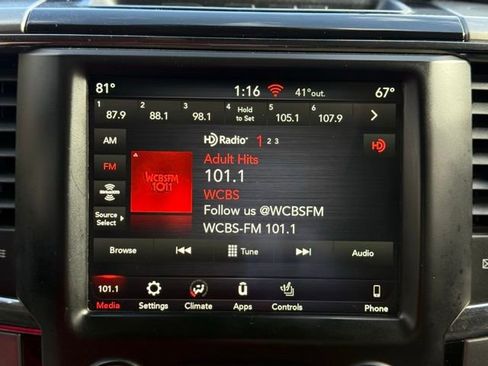 81° 1:16 41°out. 67°
1 2 3 4 5 6
87.9 88.1 98.1 Hold to Set 105.1 107.9
AM
HD Radio 1 2 3
HD
FM
Adult Hits
WCBSFM
101.1
101.1
WCBS
Follow us @WCBSFM
Source Select
WCBS-FM 101.1
Browse Tune Audio
101.1
Media Settings Climate Apps Controls Phone